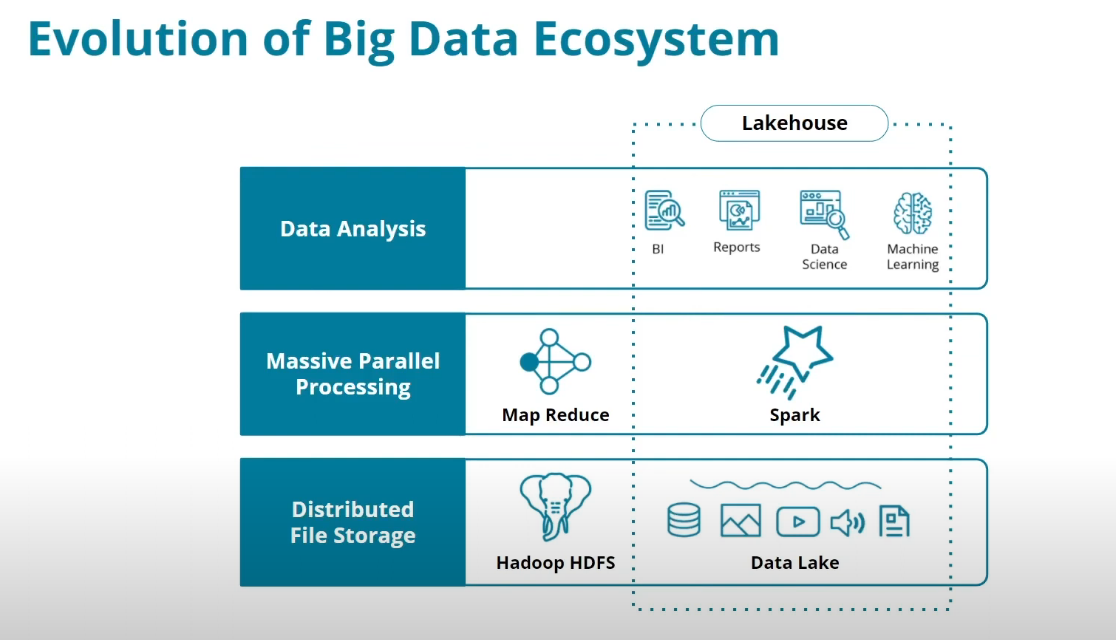 Evolution of Big Data Ecosystem
Lakehouse
Data Analysis
BI
Reports
Data
Science
Machine
Learning
Massive Parallel
Processing
Map Reduce
Spark
Distributed
File Storage
Hadoop HDFS
Data Lake